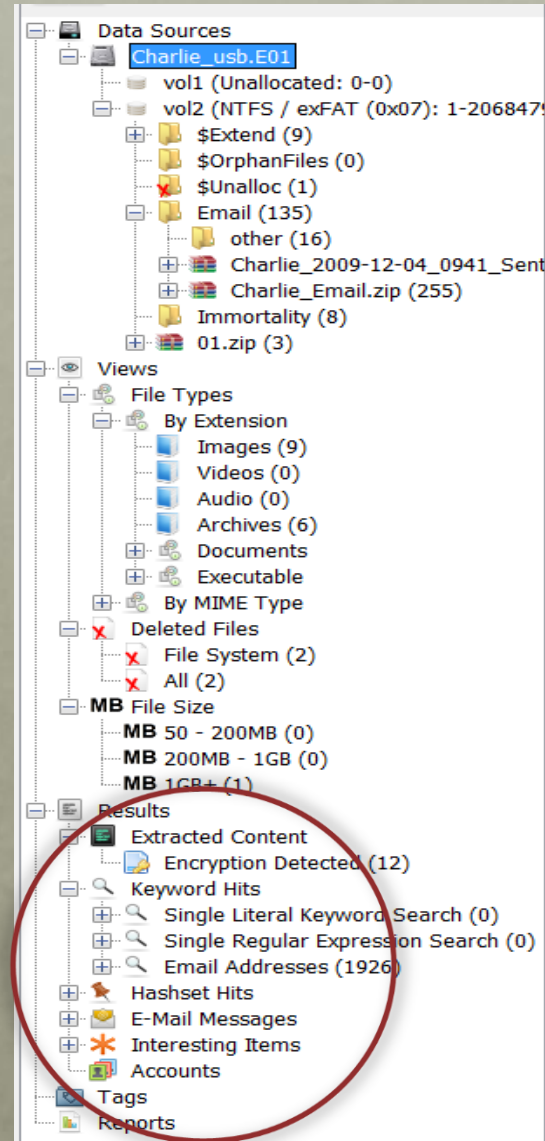 Data Sources
Charlie_usb.E01
vol1 (Unallocated: 0-0)
vol2 (NTFS / exFAT (0x07): 1-2068479
$Extend (9)
$OrphanFiles (0)
$Unalloc (1)
Email (135)
other (16)
Charlie_2009-12-04_0941_Sent
Charlie_Email.zip (255)
Immortality (8)
01.zip (3)
Views
File Types
By Extension
Images (9)
Videos (0)
Audio (0)
Archives (6)
Documents
Executable
By MIME Type
Deleted Files
File System (2)
All (2)
MB File Size
MB 50 - 200MB (0)
MB 200MB - 1GB (0)
MB 1GB+ (1)
Results
Extracted Content
Encryption Detected (12)
Keyword Hits
Single Literal Keyword Search (0)
Single Regular Expression Search (0)
Email Addresses (1926)
Hashset Hits
E-Mail Messages
Interesting Items
Accounts
Tags
Reports